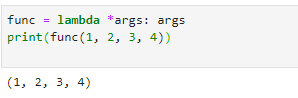 func = lambda *args: args
print(func(1, 2, 3, 4))
(1, 2, 3, 4)